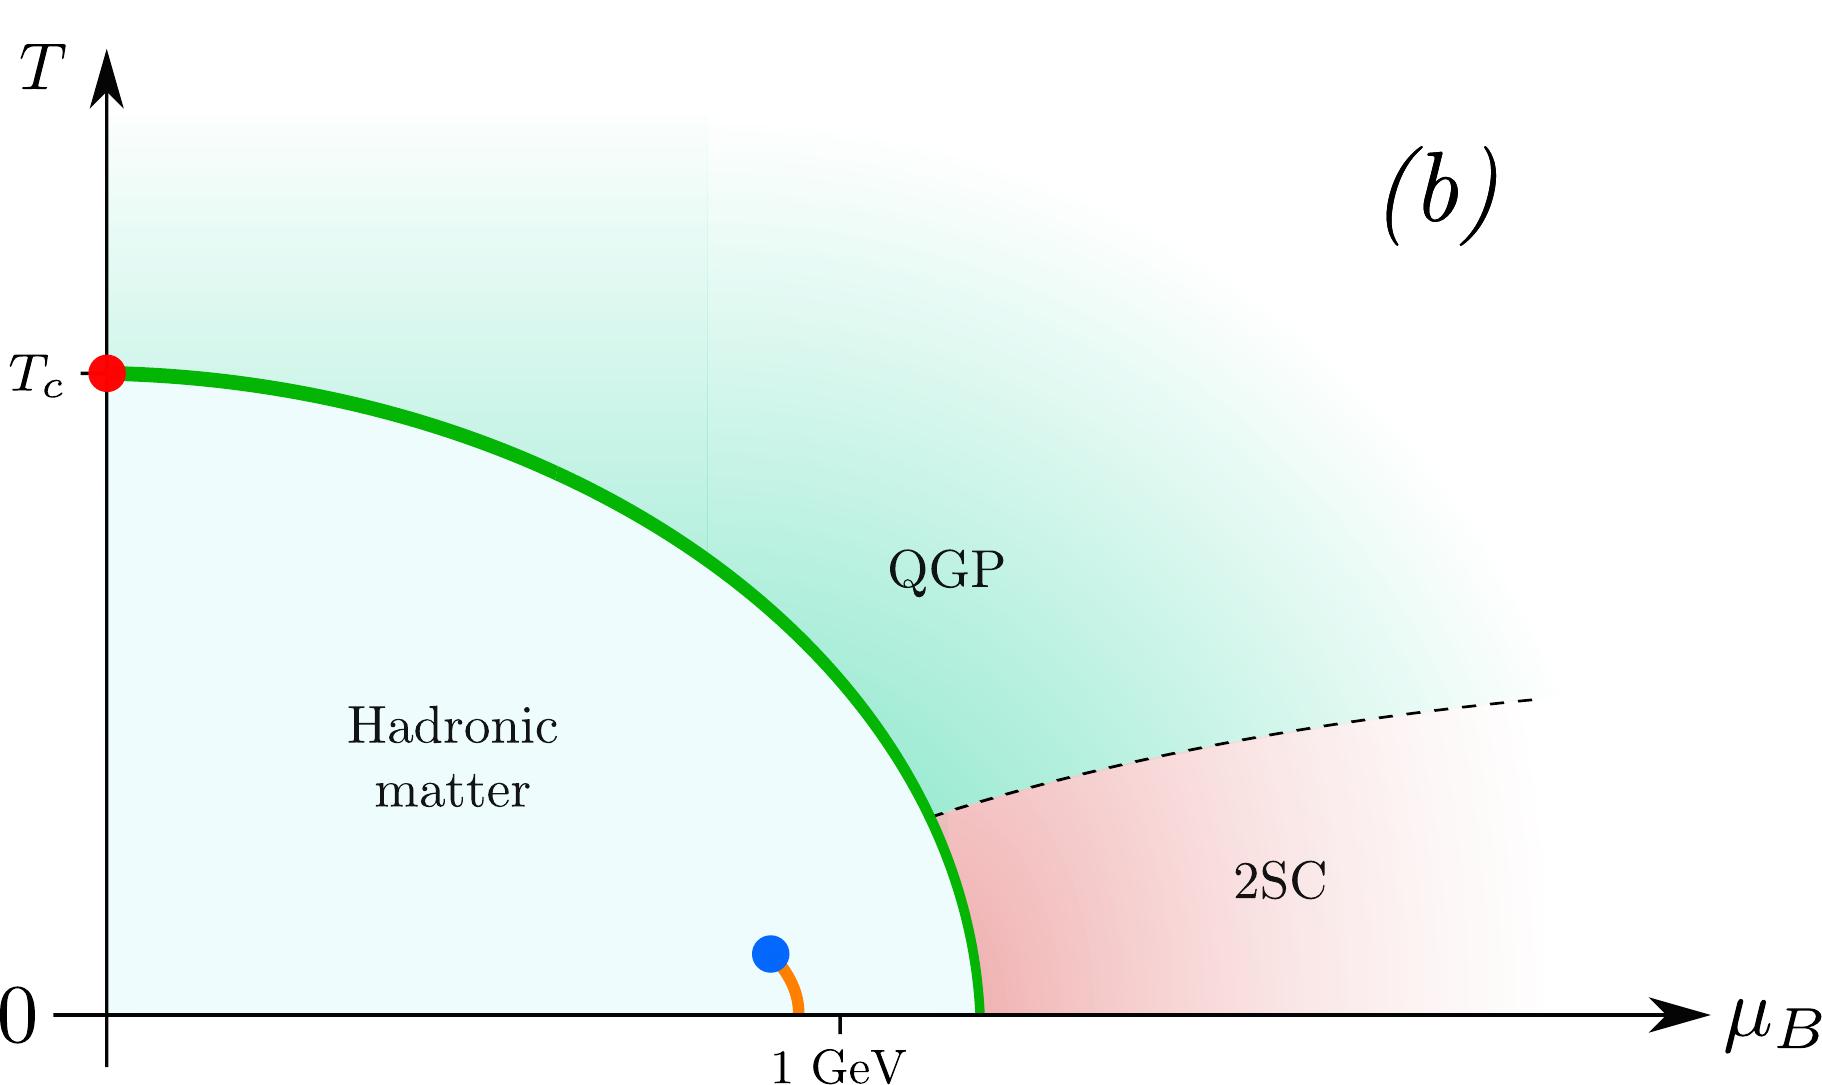 T
(b)
T_c
QGP
Hadronic
matter
2SC
0
μ_B
1 GeV